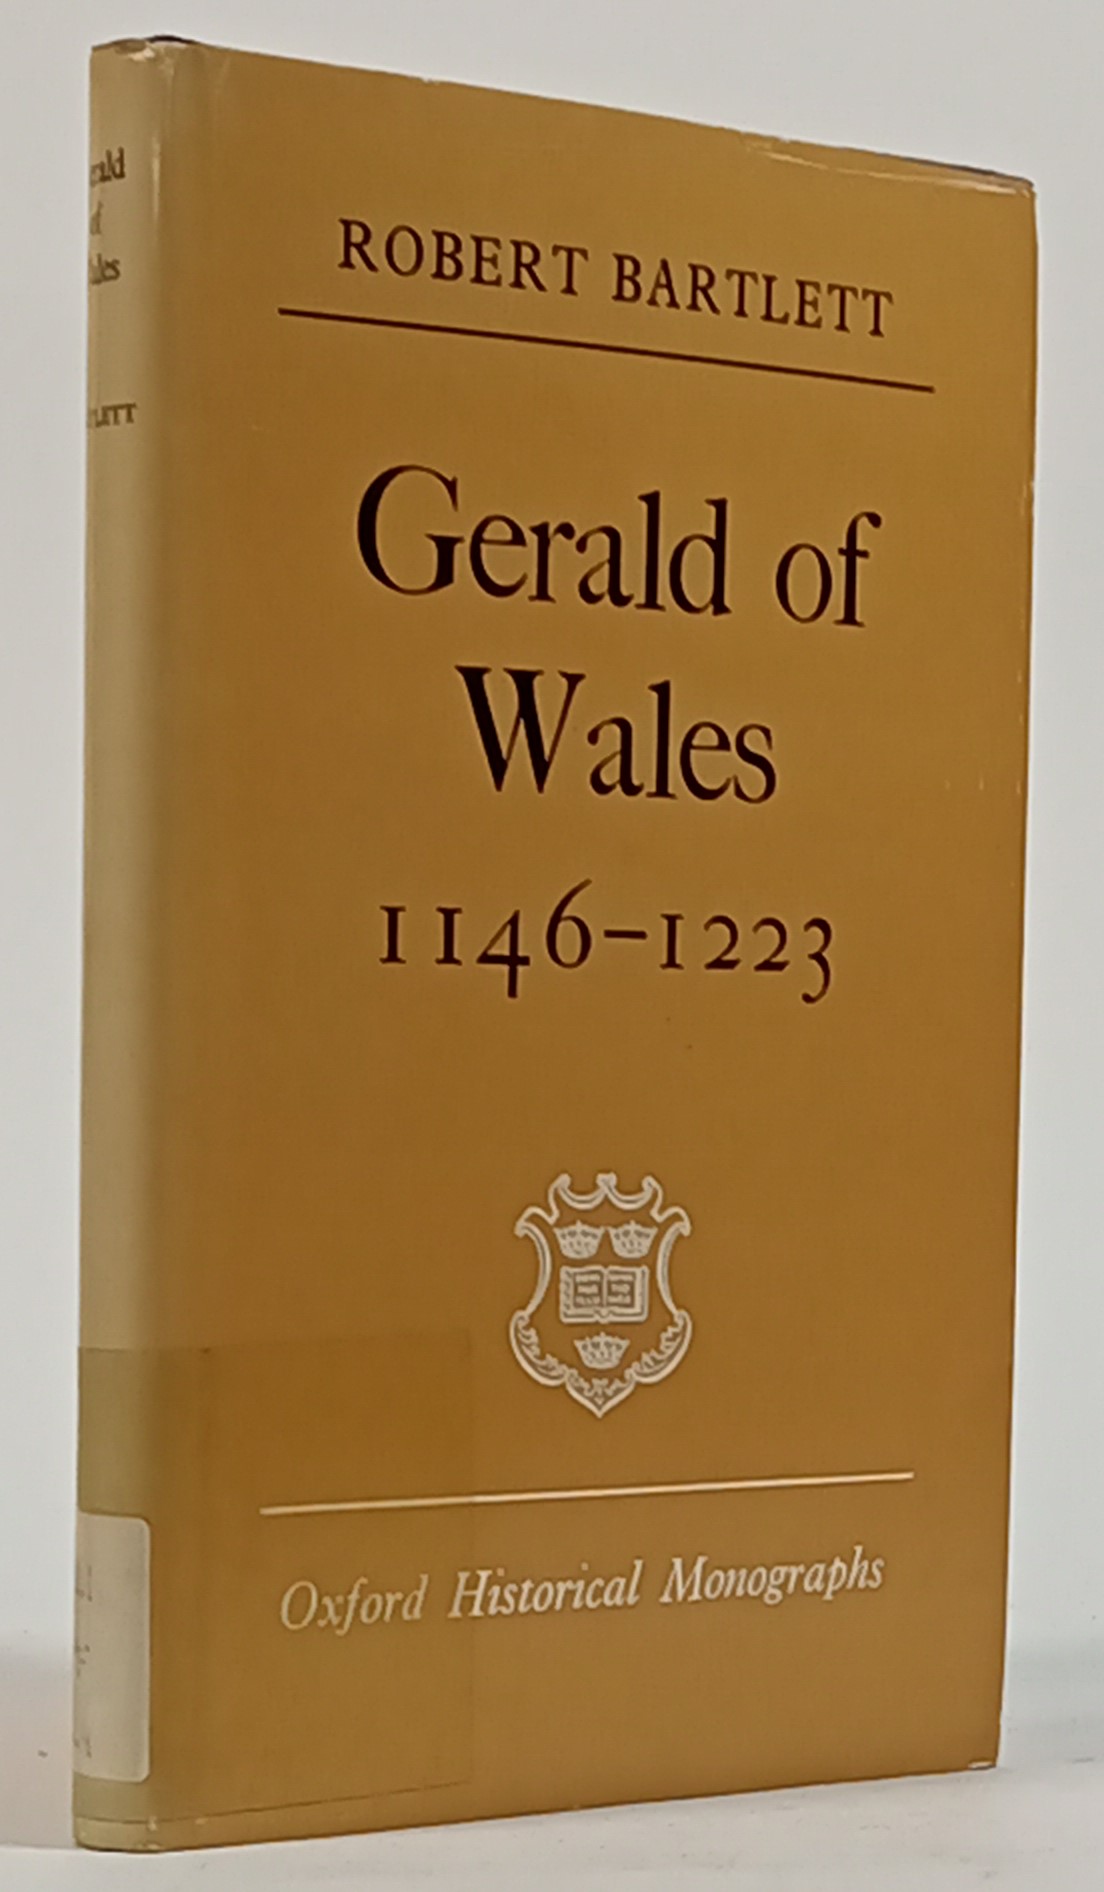 ROBERT BARTLETT
Gerald of
Wales
1146–1223
Oxford Historical Monographs